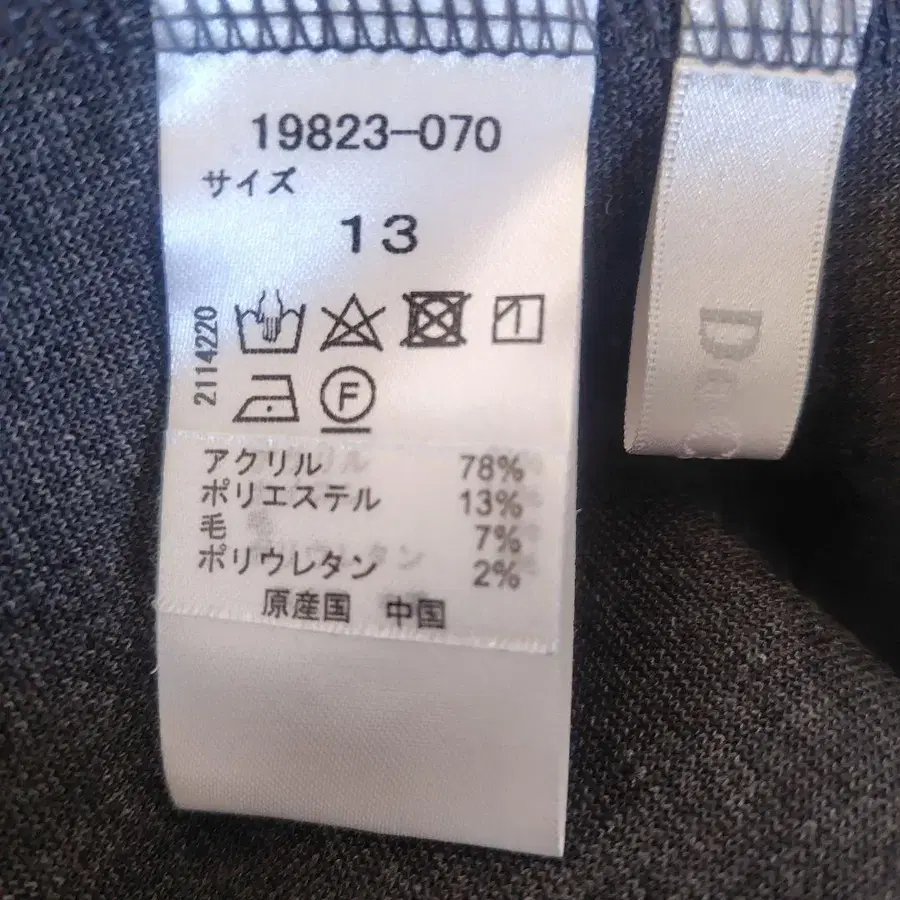 19823-070
サイズ
13
2114220
F
アクリル 78%
ポリエステル 13%
毛 7%
ポリウレタン 2%
原産国 中国